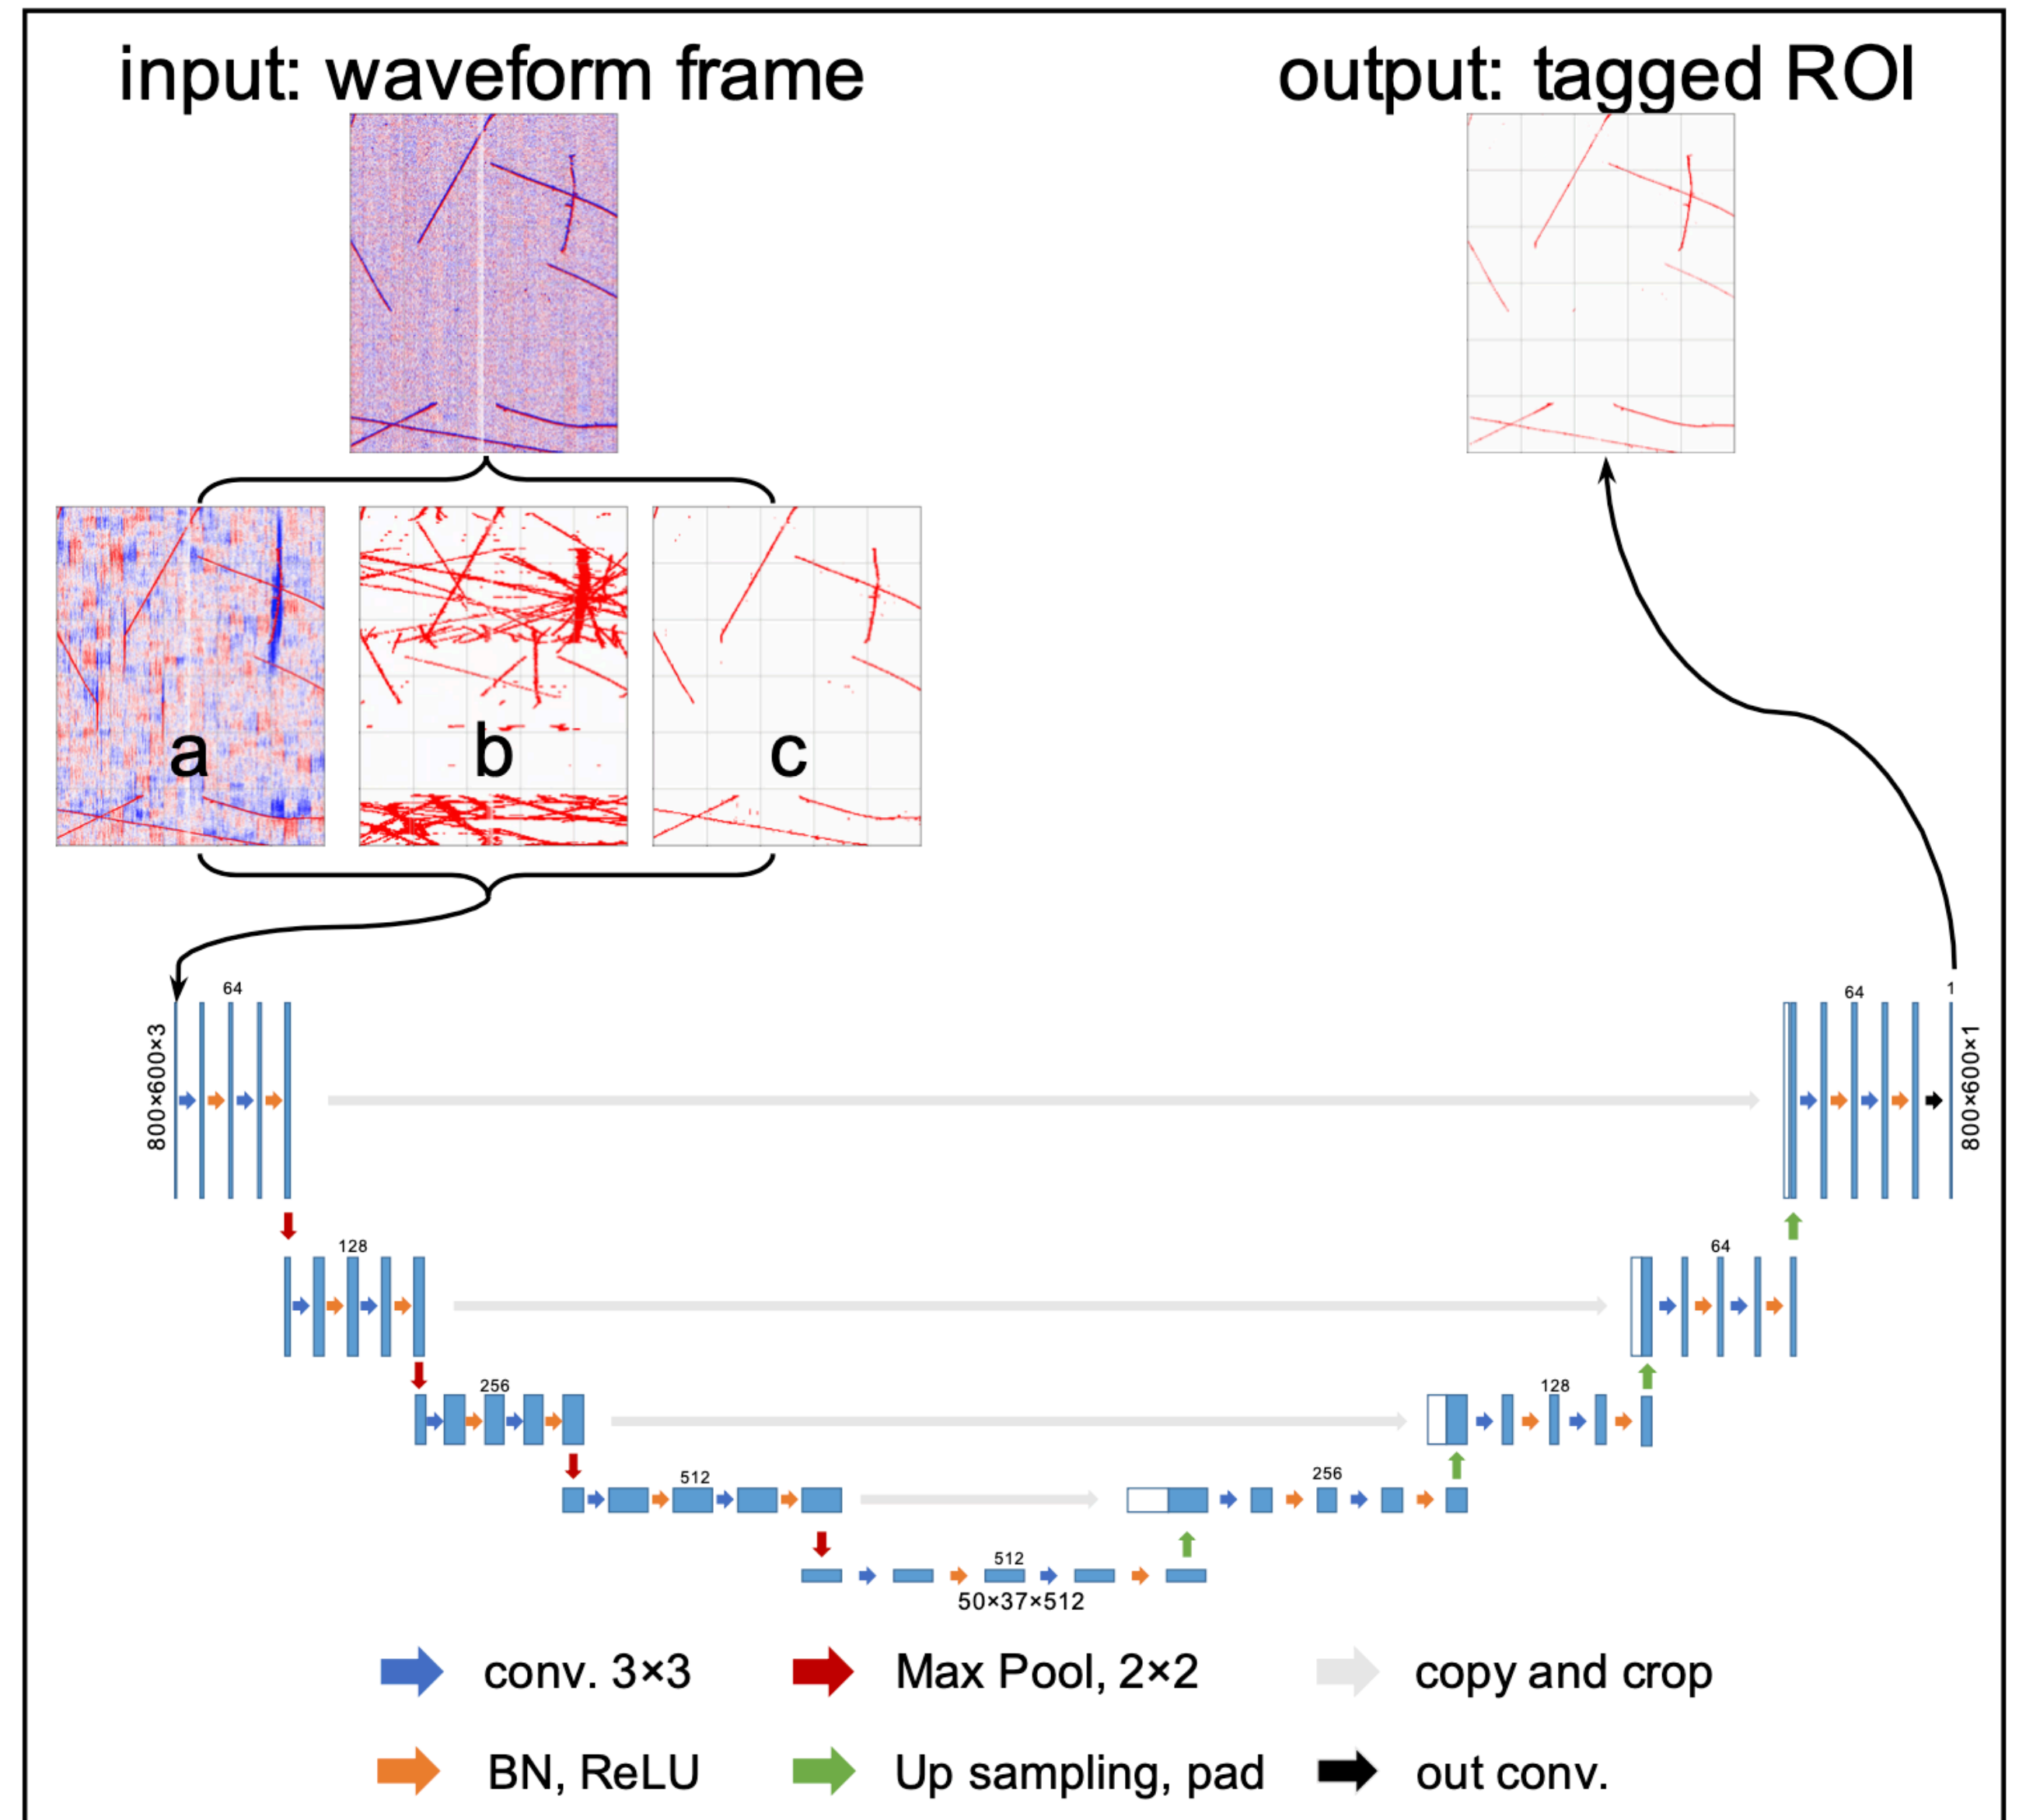 input: waveform frame
output: tagged ROI
a
b
c
64
800×600×3
64
1
800×600×1
128
64
256
128
512
256
512
50×37×512
conv. 3×3
Max Pool, 2×2
copy and crop
BN, ReLU
Up sampling, pad
out conv.